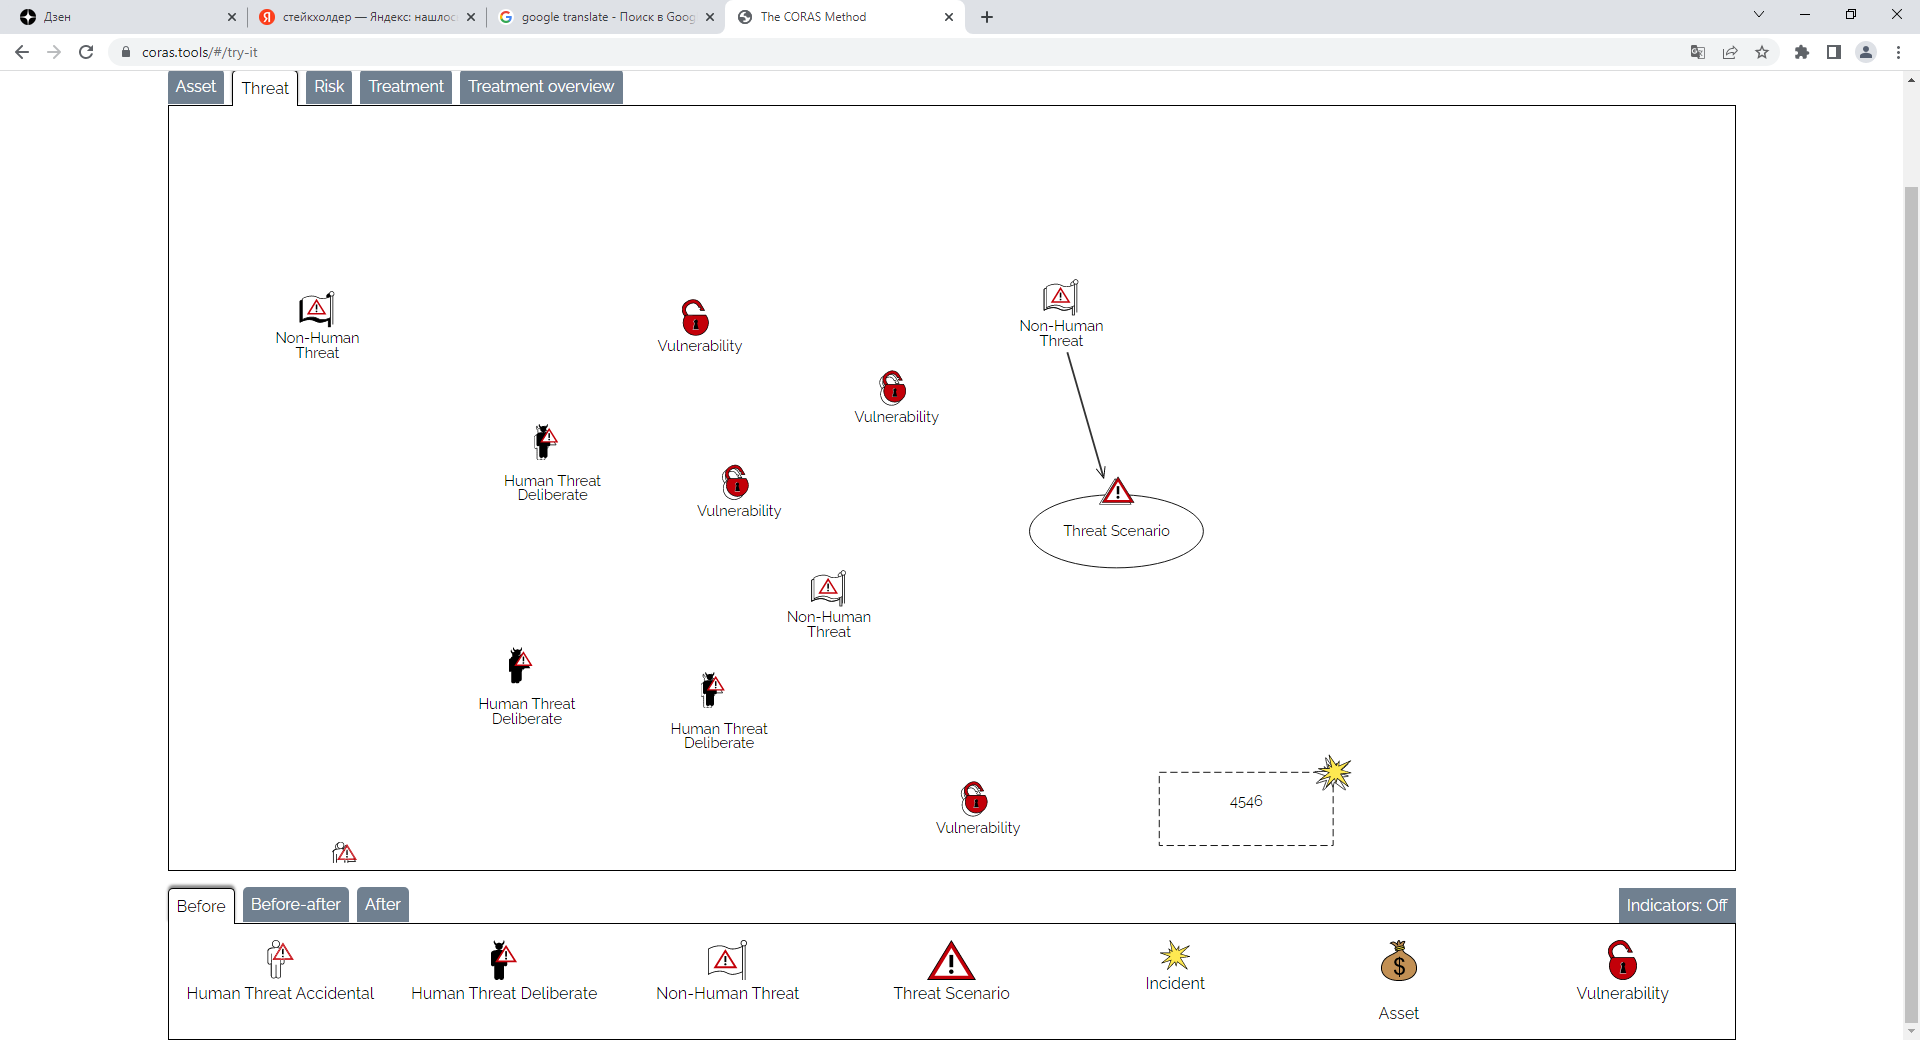 Дзен
стейкхолдер — Яндекс: нашлос
google translate - Поиск в Goog
The CORAS Method
coras.tools/#/try-it
Asset
Threat
Risk
Treatment
Treatment overview
Non-Human
Threat
Vulnerability
Non-Human
Threat
Vulnerability
Human Threat
Deliberate
Vulnerability
Threat Scenario
Non-Human
Threat
Human Threat
Deliberate
Human Threat
Deliberate
4546
Vulnerability
Before
Before-after
After
Indicators: Off
Human Threat Accidental
Human Threat Deliberate
Non-Human Threat
Threat Scenario
Incident
Asset
Vulnerability